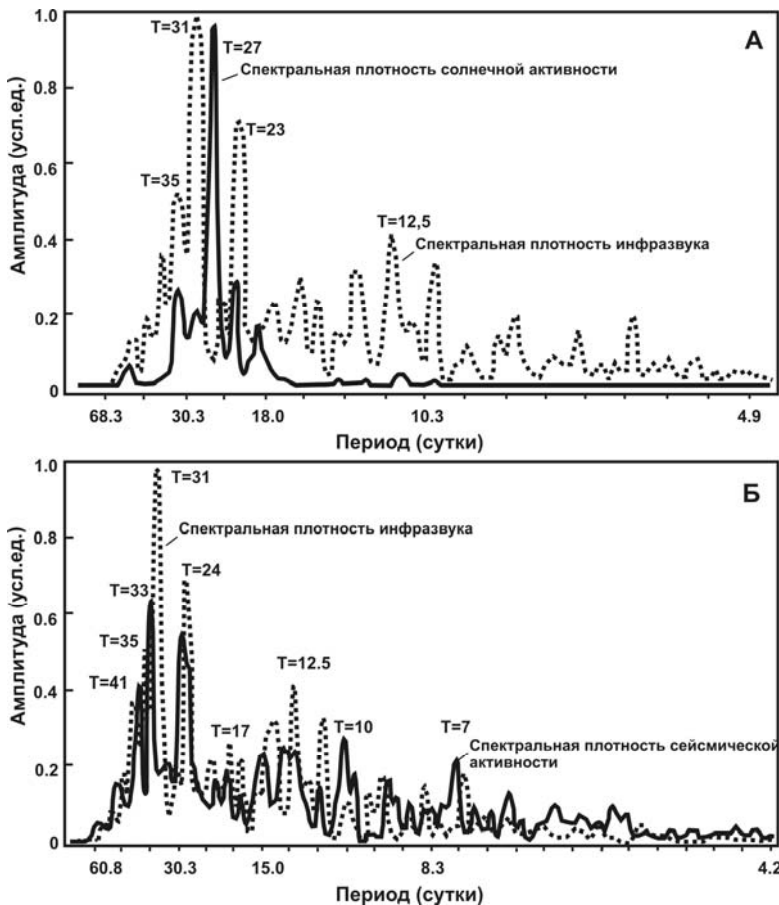 А
Амплитуда (усл.ед.)
1.0
0.8
0.6
0.4
0.2
0
T=31
T=27
Спектральная плотность солнечной активности
T=23
T=35
T=12,5
Спектральная плотность инфразвука
68.3 30.3 18.0 10.3 4.9
Период (сутки)
Б
Амплитуда (усл.ед.)
1.0
0.8
0.6
0.4
0.2
0
T=31
Спектральная плотность инфразвука
T=24
T=33
T=35
T=41
T=12.5
T=17
T=10
T=7
Спектральная плотность сейсмической
активности
60.8 30.3 15.0 8.3 4.2
Период (сутки)